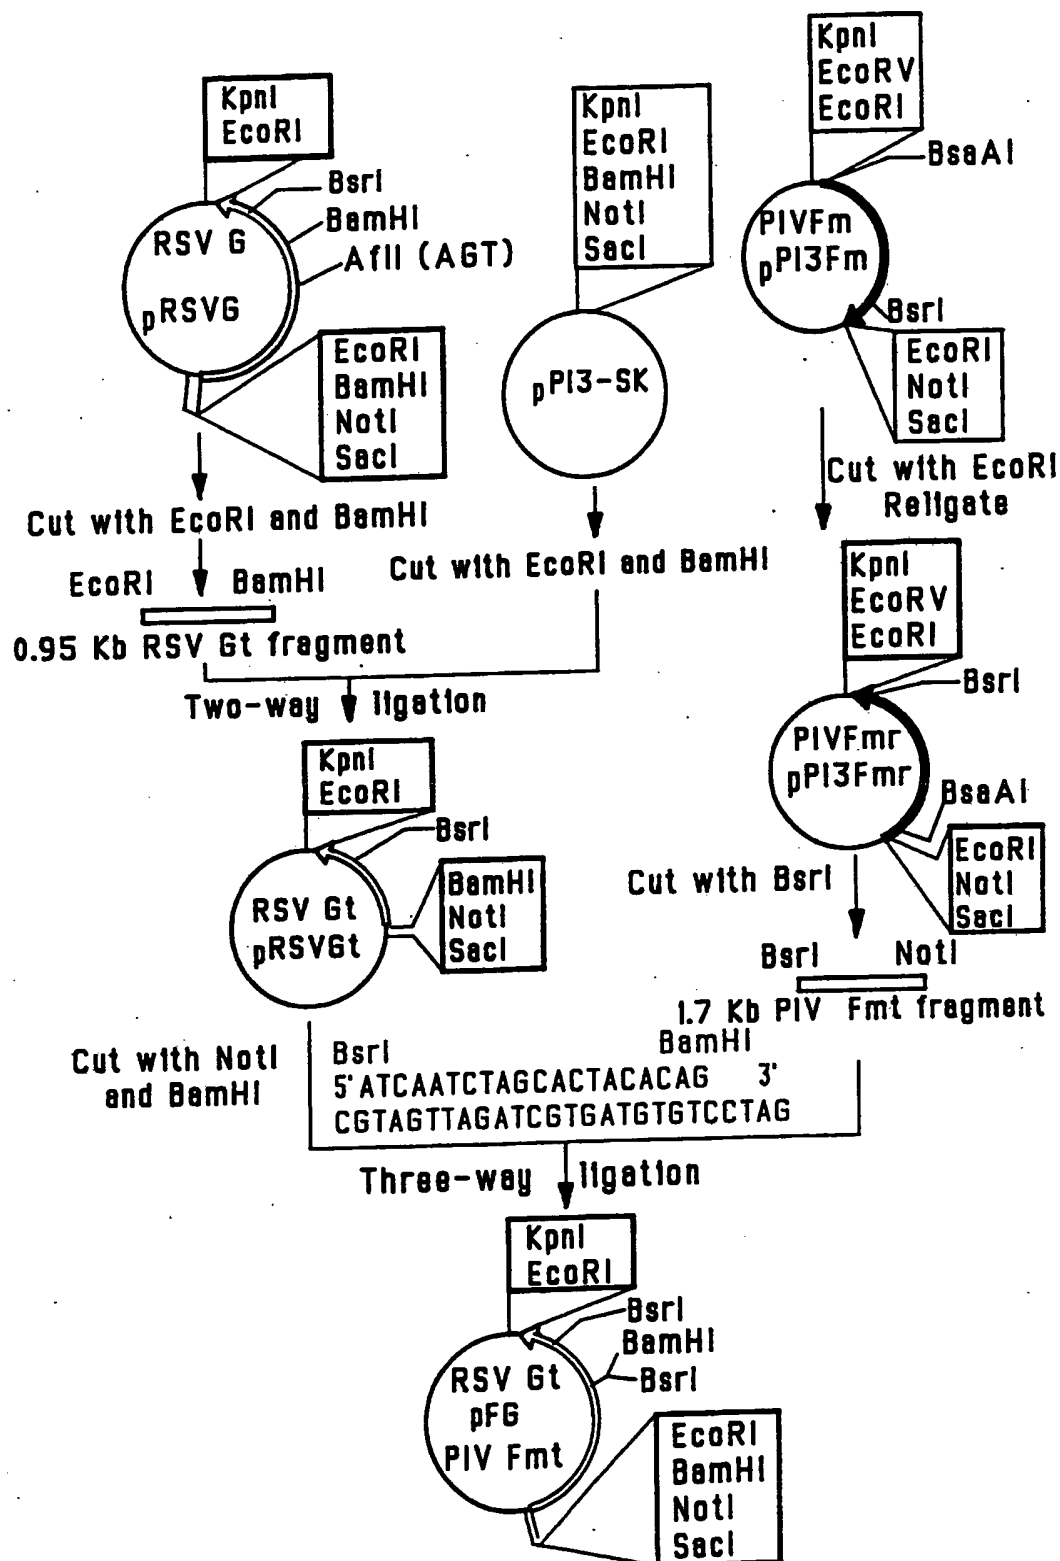 KpnI
EcoRI
BsrI
BamHI
AflI (AGT)
RSV G
pRSVG
EcoRI
BamHI
NotI
SacI
Cut with EcoRI and BamHI
EcoRI BamHI
0.95 Kb RSV Gt fragment
KpnI
EcoRI
BamHI
NotI
SacI
pPI3-SK
Cut with EcoRI and BamHI
KpnI
EcoRV
EcoRI
BsaAI
PIVFm
pPI3Fm
BsrI
EcoRI
NotI
SacI
Cut with EcoRI
Religate
Two-way ligation
KpnI
EcoRI
BsrI
RSV Gt
pRSVGt
BamHI
NotI
SacI
KpnI
EcoRV
EcoRI
BsrI
PIVFmr
pPI3Fmr
BsaAI
EcoRI
NotI
SacI
Cut with BsrI
BsrI NotI
1.7 Kb PIV Fmt fragment
Cut with NotI
and BamHI
BsrI BamHI
5'ATCAATCTAGCACTACACAG 3'
CGTAGTTAGATCGTGATGTGTCCTAG
Three-way ligation
KpnI
EcoRI
BsrI
BamHI
BsrI
RSV Gt
pFG
PIV Fmt
EcoRI
BamHI
NotI
SacI